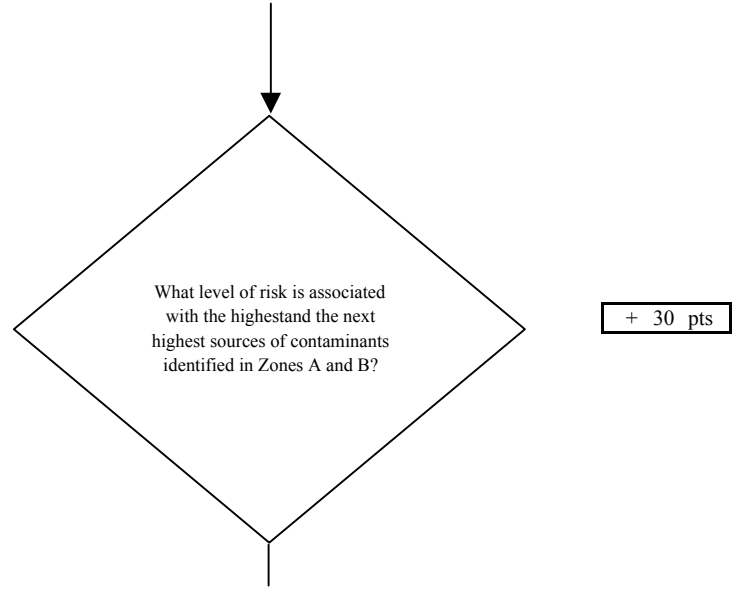 What level of risk is associated
with the highestand the next
highest sources of contaminants
identified in Zones A and B?
+ 30 pts